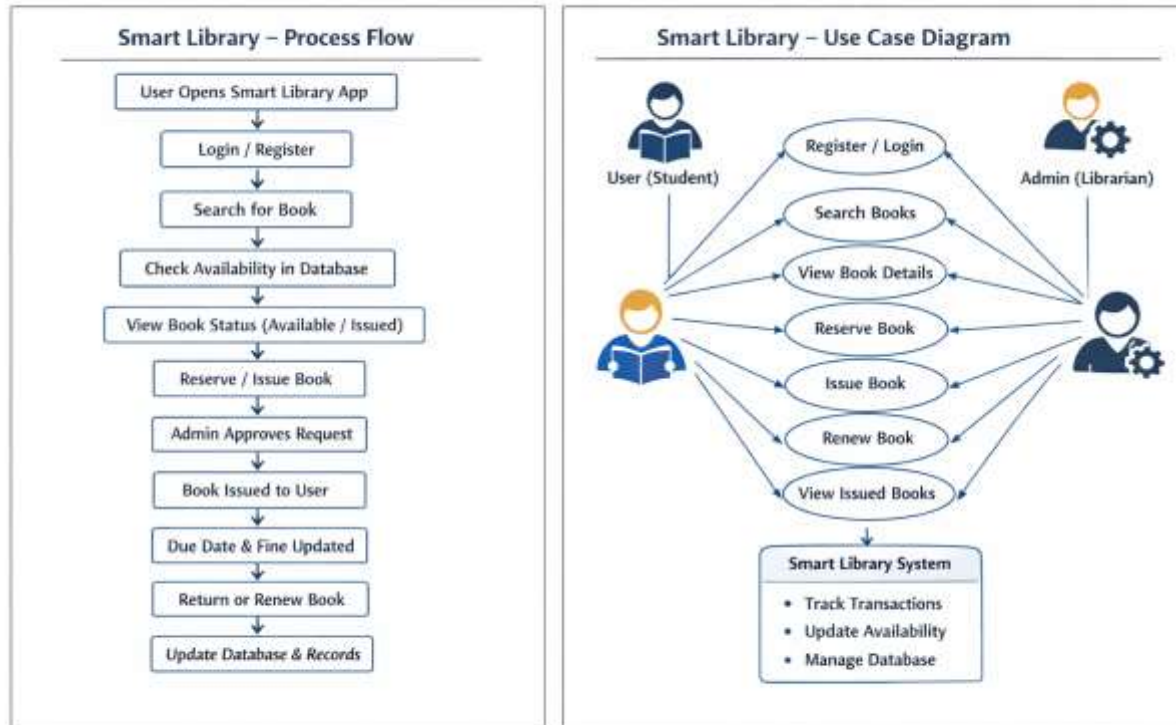 Smart Library – Process Flow
User Opens Smart Library App
Login / Register
Search for Book
Check Availability in Database
View Book Status (Available / Issued)
Reserve / Issue Book
Admin Approves Request
Book Issued to User
Due Date & Fine Updated
Return or Renew Book
Update Database & Records
Smart Library – Use Case Diagram
User (Student)
Admin (Librarian)
Register / Login
Search Books
View Book Details
Reserve Book
Issue Book
Renew Book
View Issued Books
Smart Library System
• Track Transactions
• Update Availability
• Manage Database